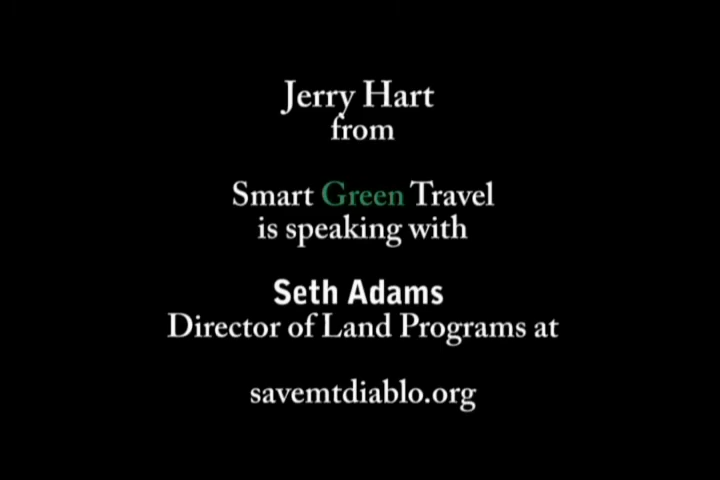 Jerry Hart
from
Smart Green Travel
is speaking with
Seth Adams
Director of Land Programs at
savemtdiablo.org